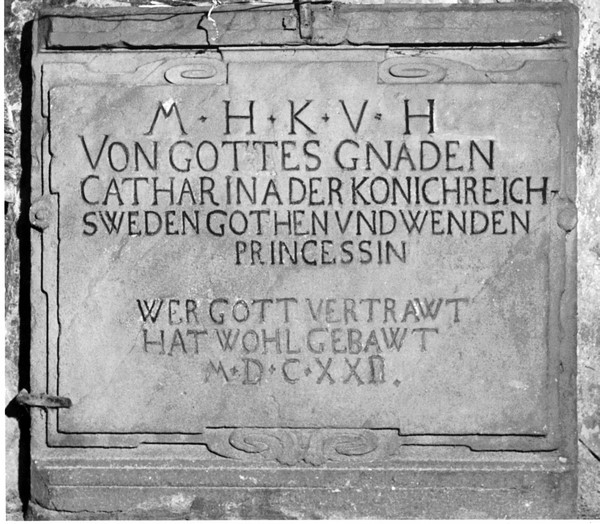 M · H · K · V · H
VON GOTTES GNADEN
CATHARINA DER KONICHREICH-
SWEDEN GOTHEN VND WENDEN
PRINCESSIN
WER GOTT VERTRAWT
HAT WOHL GEBAWT
M · D · C · XXII .